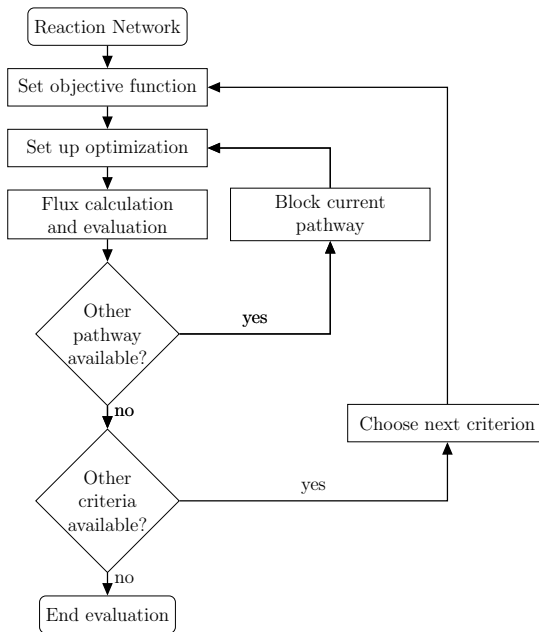 Reaction Network
Set objective function
Set up optimization
Flux calculation
and evaluation
Block current
pathway
Other
pathway
available?
yes
no
Choose next criterion
Other
criteria
available?
yes
no
End evaluation